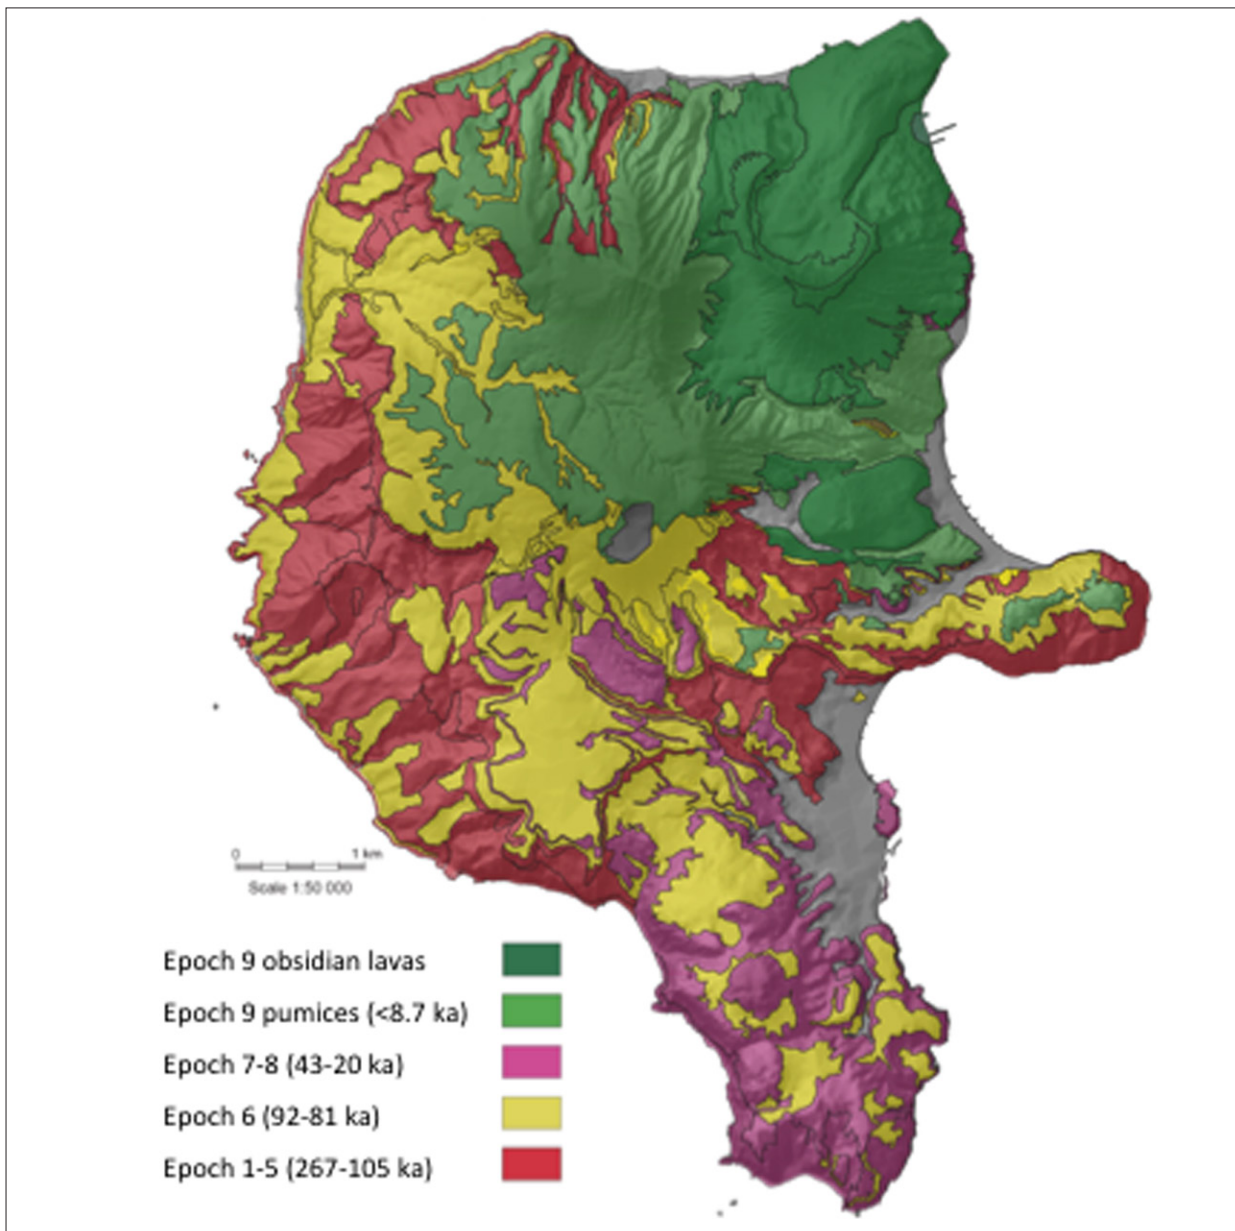 0 1 km
Scale 1:50 000
Epoch 9 obsidian lavas
Epoch 9 pumices (<8.7 ka)
Epoch 7-8 (43-20 ka)
Epoch 6 (92-81 ka)
Epoch 1-5 (267-105 ka)